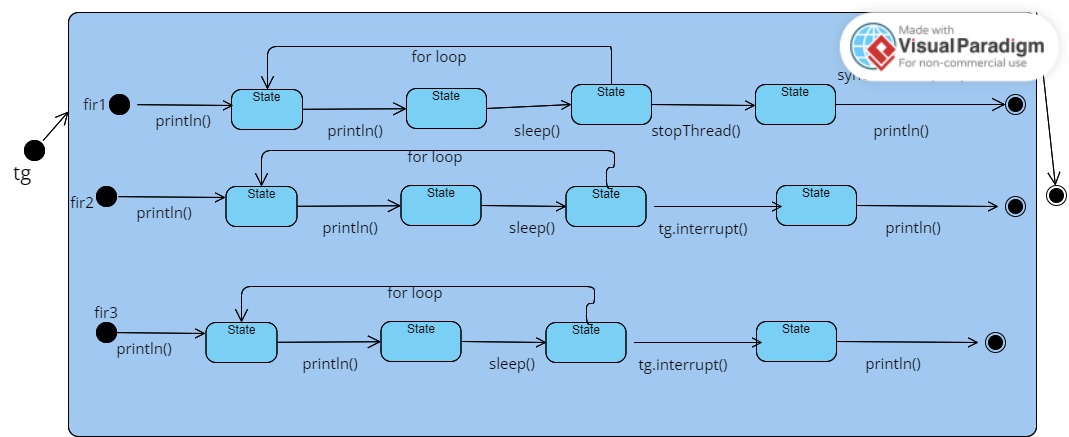 Made with
Visual Paradigm
For non-commercial use
for loop
fir1
State
State
State
State
println()
println()
sleep()
stopThread()
println()
tg
for loop
fir2
State
State
State
State
println()
println()
sleep()
tg.interrupt()
println()
for loop
fir3
State
State
State
State
println()
println()
sleep()
tg.interrupt()
println()